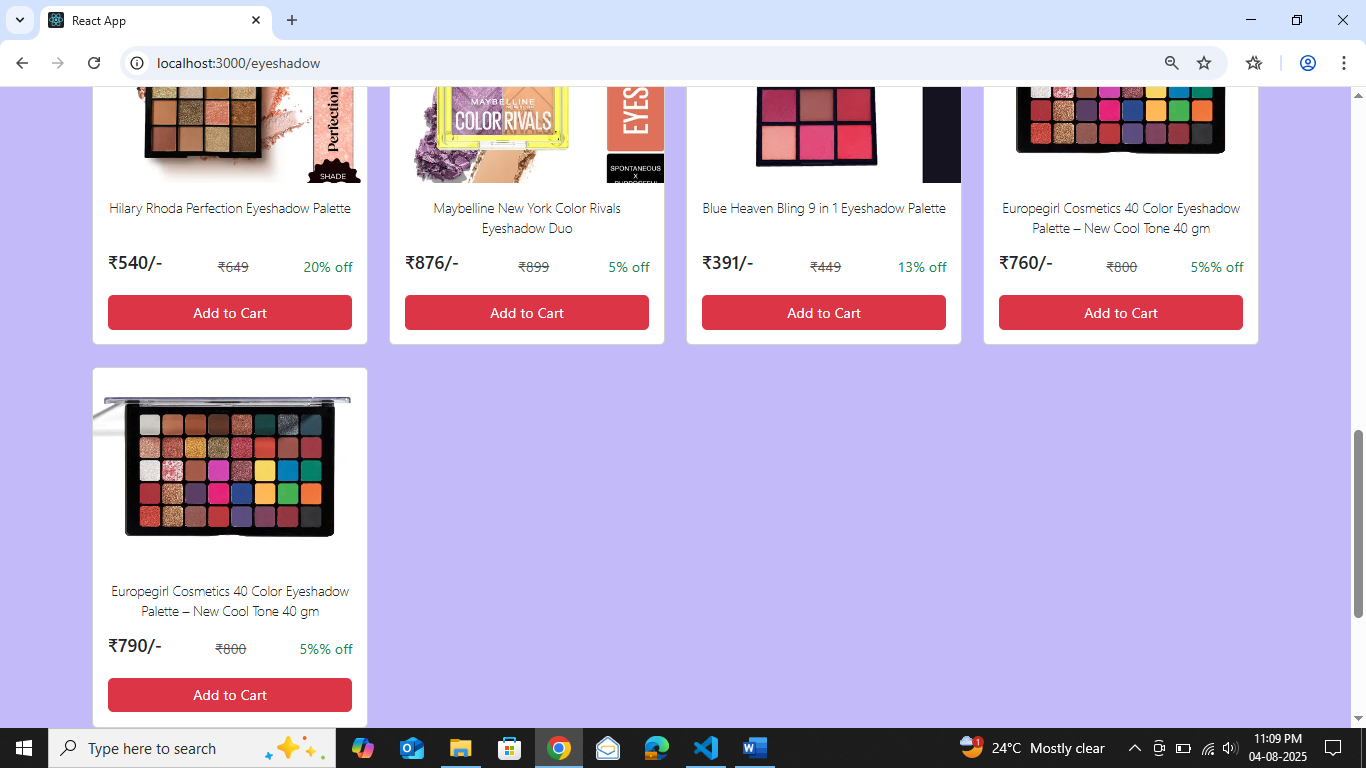 React App
localhost:3000/eyeshadow
Perfection
SHADE
MAYBELLINE
COLOR RIVALS
EYES
SPONTANEOUS
X
Hilary Rhoda Perfection Eyeshadow Palette
₹540/- ₹649 20% off
Add to Cart
Maybelline New York Color Rivals
Eyeshadow Duo
₹876/- ₹899 5% off
Add to Cart
Blue Heaven Bling 9 in 1 Eyeshadow Palette
₹391/- ₹449 13% off
Add to Cart
Europegirl Cosmetics 40 Color Eyeshadow
Palette – New Cool Tone 40 gm
₹760/- ₹800 5%% off
Add to Cart
Europegirl Cosmetics 40 Color Eyeshadow
Palette – New Cool Tone 40 gm
₹790/- ₹800 5%% off
Add to Cart
Type here to search
1
24°C Mostly clear
11:09 PM
04-08-2025